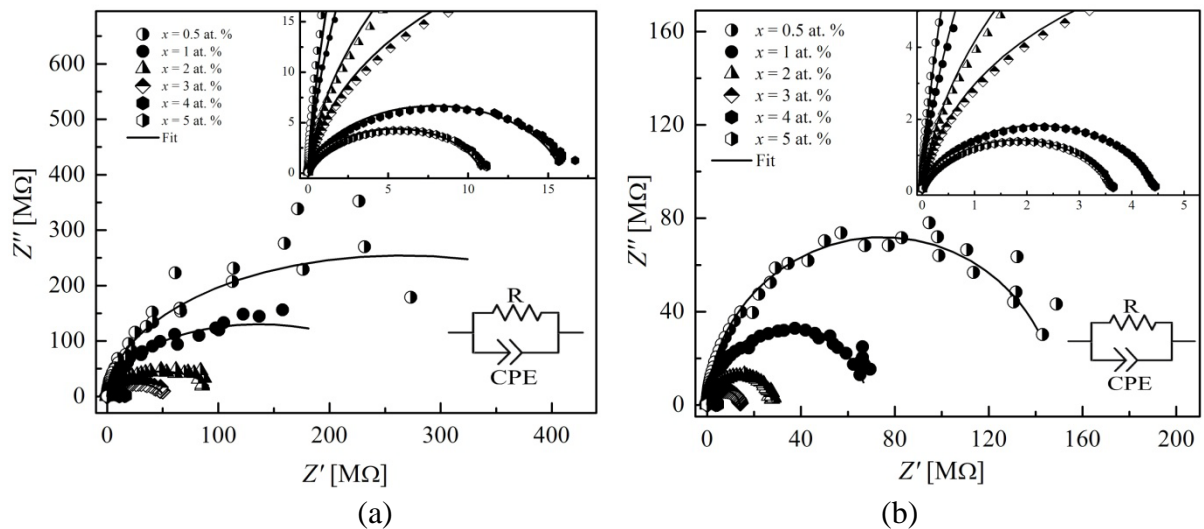 Z″ [MΩ]
600
500
400
300
200
100
0
0 100 200 300 400
Z′ [MΩ]
x = 0.5 at. %
x = 1 at. %
x = 2 at. %
x = 3 at. %
x = 4 at. %
x = 5 at. %
Fit
15
10
5
0
0 5 10 15
R
CPE
(a)
Z″ [MΩ]
160
120
80
40
0
0 40 80 120 160 200
Z′ [MΩ]
x = 0.5 at. %
x = 1 at. %
x = 2 at. %
x = 3 at. %
x = 4 at. %
x = 5 at. %
Fit
4
2
0
0 1 2 3 4 5
R
CPE
(b)